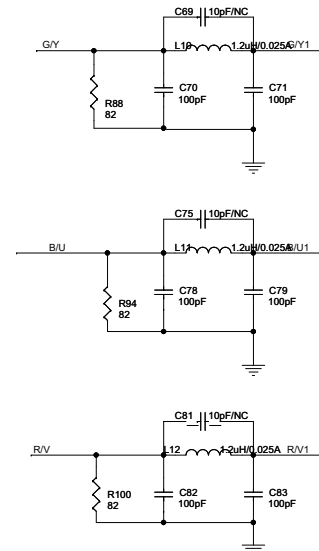 C69 10pF/NC
G/Y L10 1.2uH/0.025A G/Y1
R88 82
C70 100pF
C71 100pF
C75 10pF/NC
B/U L11 1.2uH/0.025A B/U1
R94 82
C78 100pF
C79 100pF
C81 10pF/NC
R/V L12 1.2uH/0.025A R/V1
R100 82
C82 100pF
C83 100pF